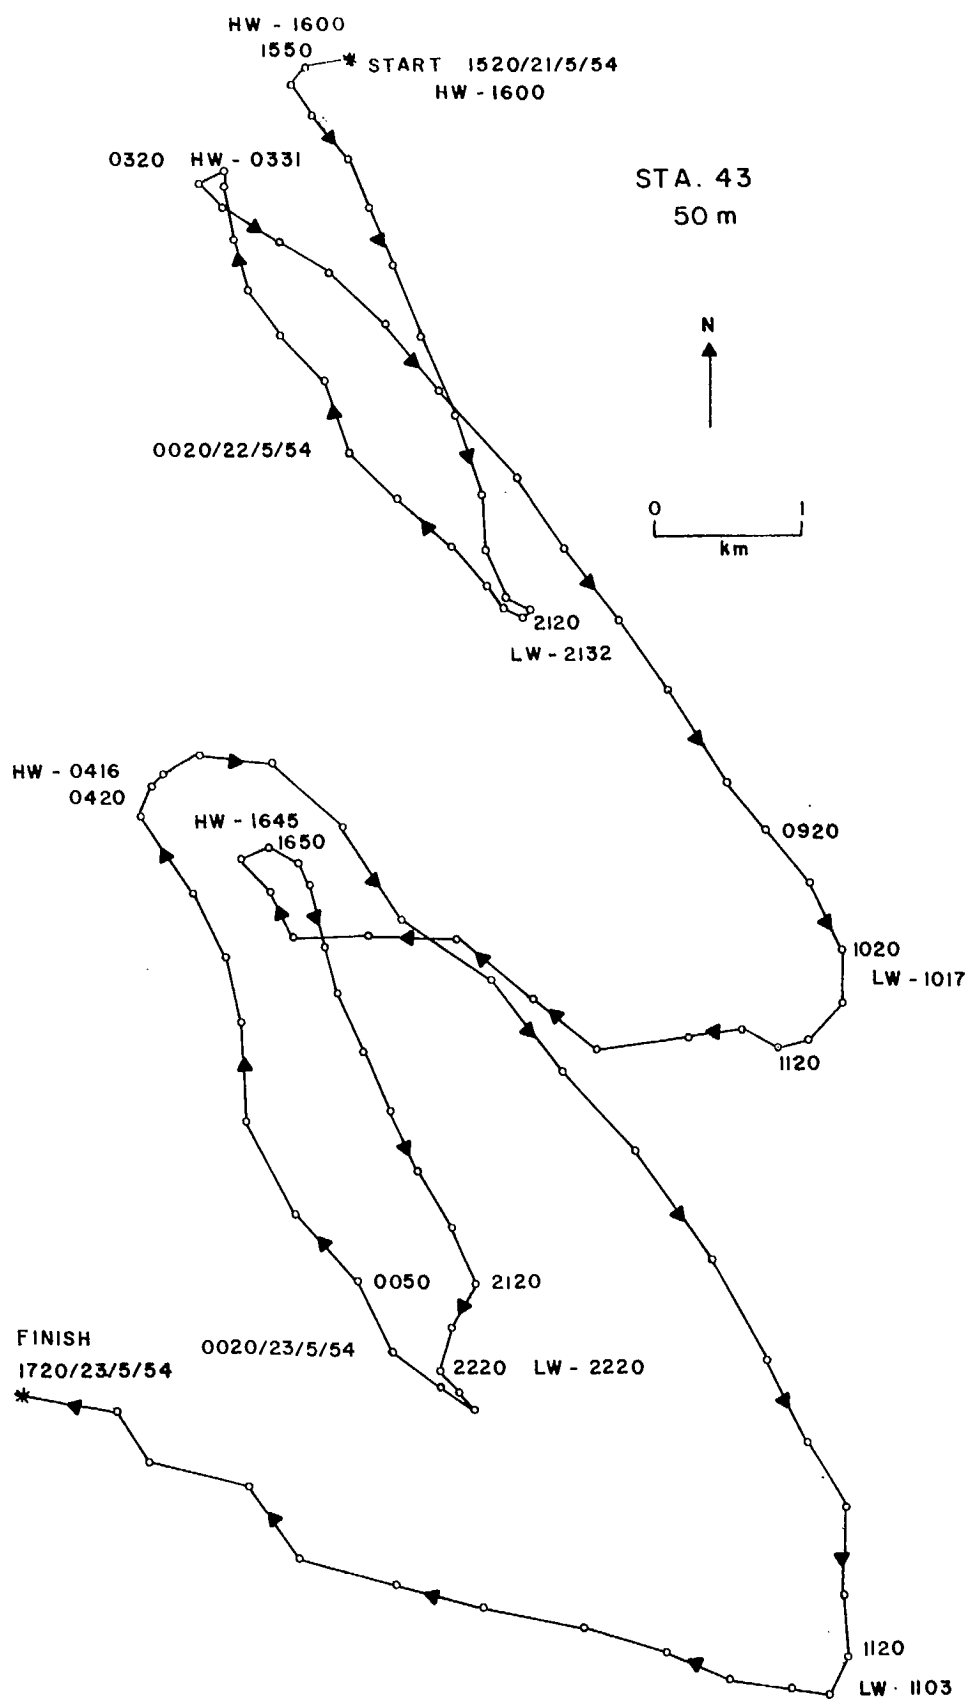 HW - 1600
1550
START 1520/21/5/54
HW - 1600
0320 HW - 0331
STA. 43
50 m
N
0020/22/5/54
0 1
km
2120
LW - 2132
HW - 0416
0420
HW - 1645
1650
0920
1020
LW - 1017
1120
0050
2120
0020/23/5/54
2220 LW - 2220
FINISH
1720/23/5/54
1120
LW - 1103